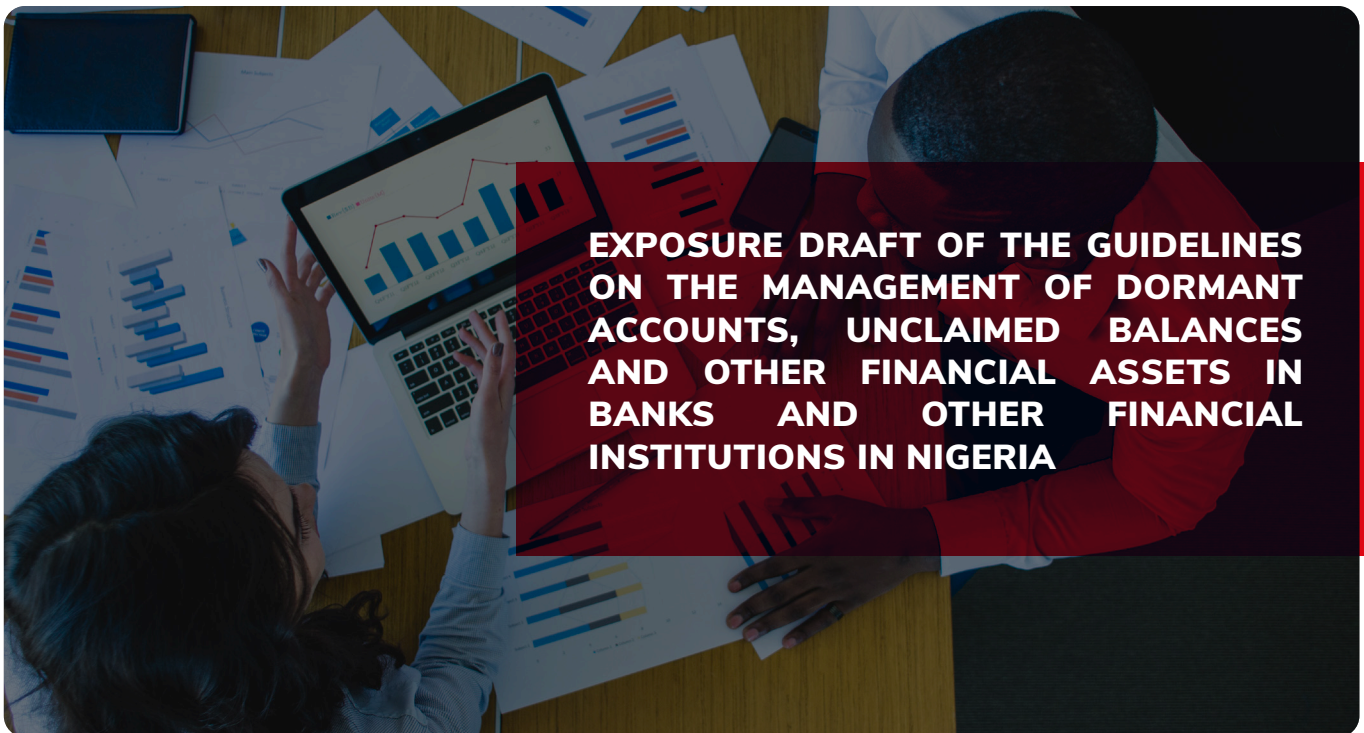 EXPOSURE DRAFT OF THE GUIDELINES
ON THE MANAGEMENT OF DORMANT
ACCOUNTS, UNCLAIMED BALANCES
AND OTHER FINANCIAL ASSETS IN
BANKS AND OTHER FINANCIAL
INSTITUTIONS IN NIGERIA